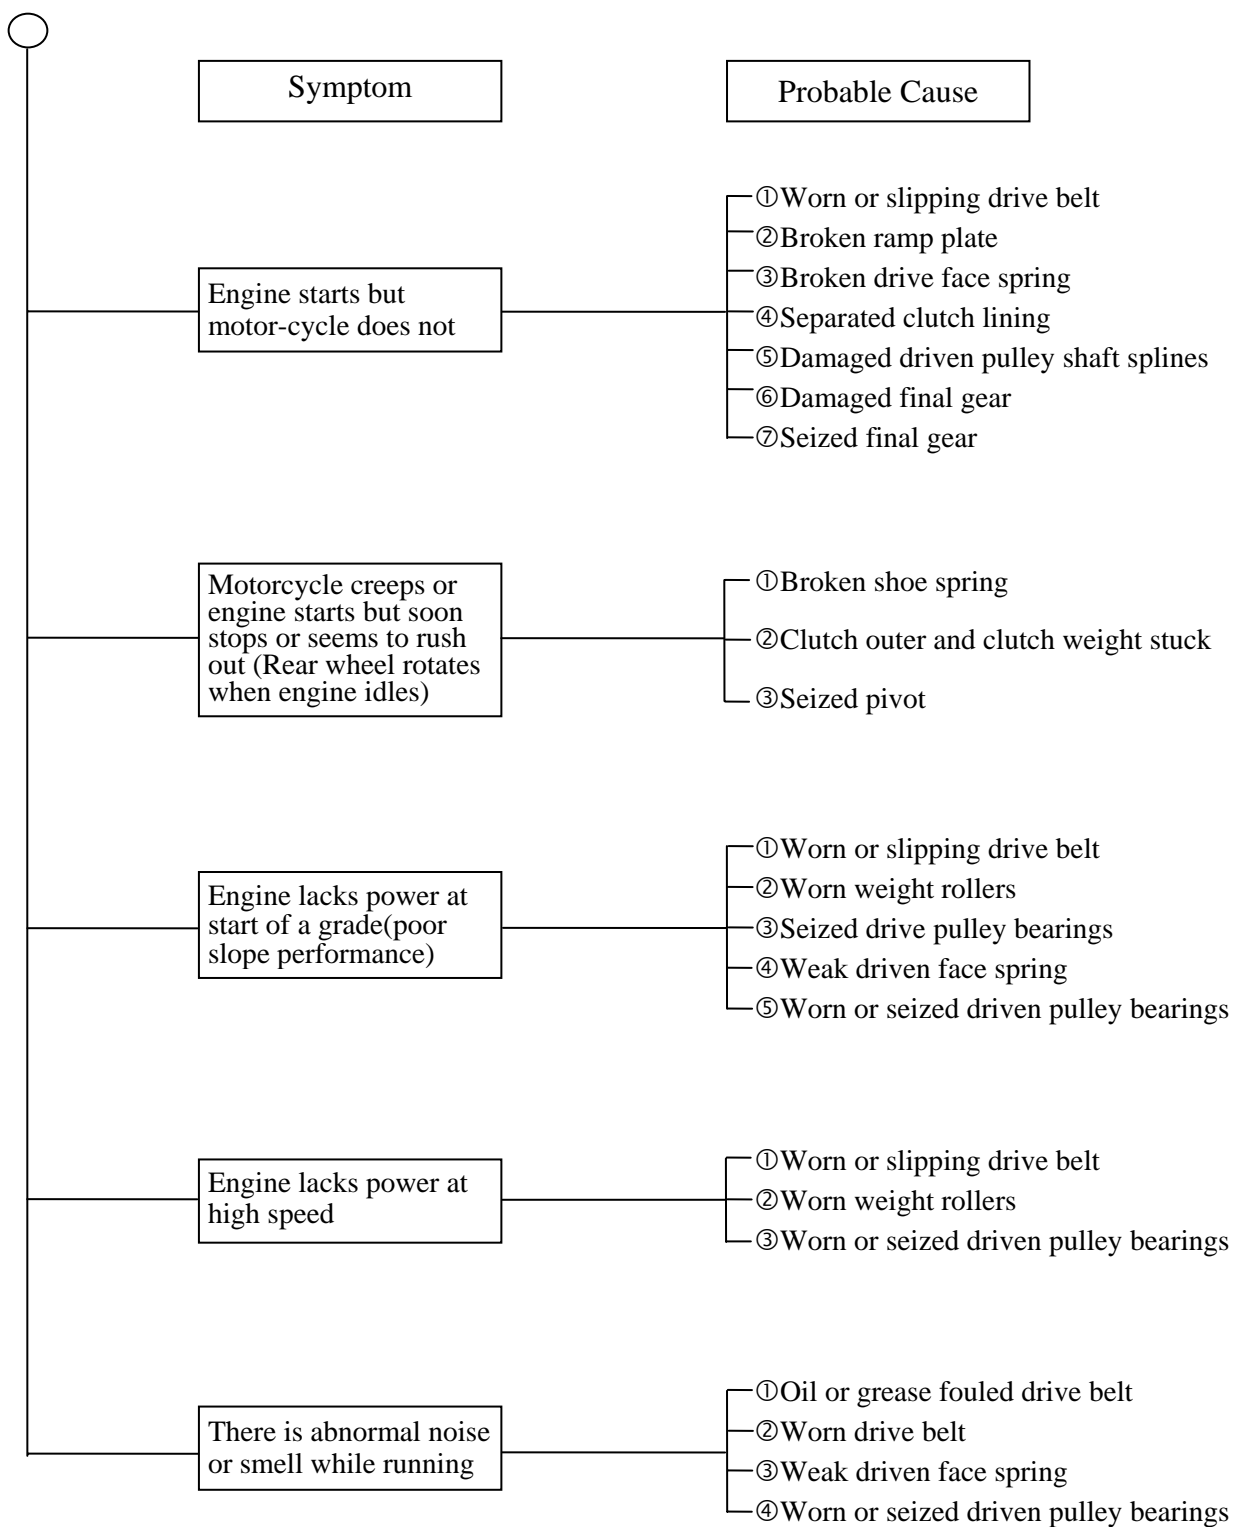 Symptom
Probable Cause
Engine starts but
motor-cycle does not
①Worn or slipping drive belt
②Broken ramp plate
③Broken drive face spring
④Separated clutch lining
⑤Damaged driven pulley shaft splines
⑥Damaged final gear
⑦Seized final gear
Motorcycle creeps or
engine starts but soon
stops or seems to rush
out (Rear wheel rotates
when engine idles)
①Broken shoe spring
②Clutch outer and clutch weight stuck
③Seized pivot
Engine lacks power at
start of a grade(poor
slope performance)
①Worn or slipping drive belt
②Worn weight rollers
③Seized drive pulley bearings
④Weak driven face spring
⑤Worn or seized driven pulley bearings
Engine lacks power at
high speed
①Worn or slipping drive belt
②Worn weight rollers
③Worn or seized driven pulley bearings
There is abnormal noise
or smell while running
①Oil or grease fouled drive belt
②Worn drive belt
③Weak driven face spring
④Worn or seized driven pulley bearings